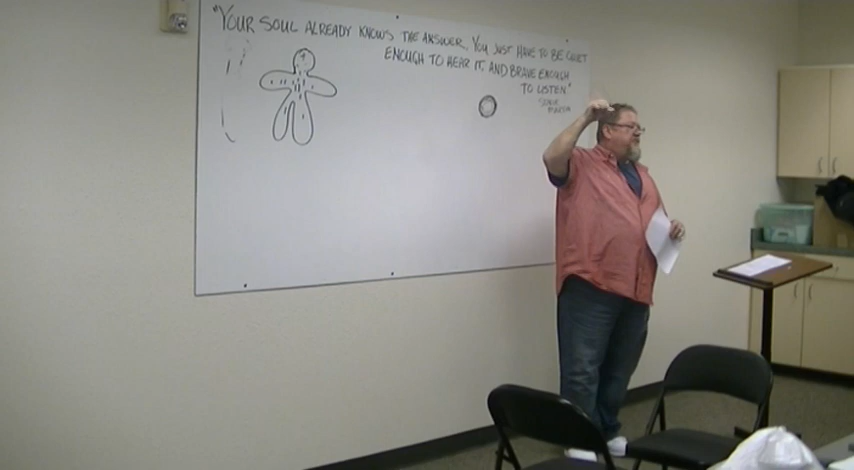 "YOUR SOUL ALREADY KNOWS THE ANSWER. YOU JUST HAVE TO BE QUIET
ENOUGH TO HEAR IT, AND BRAVE ENOUGH
TO LISTEN"